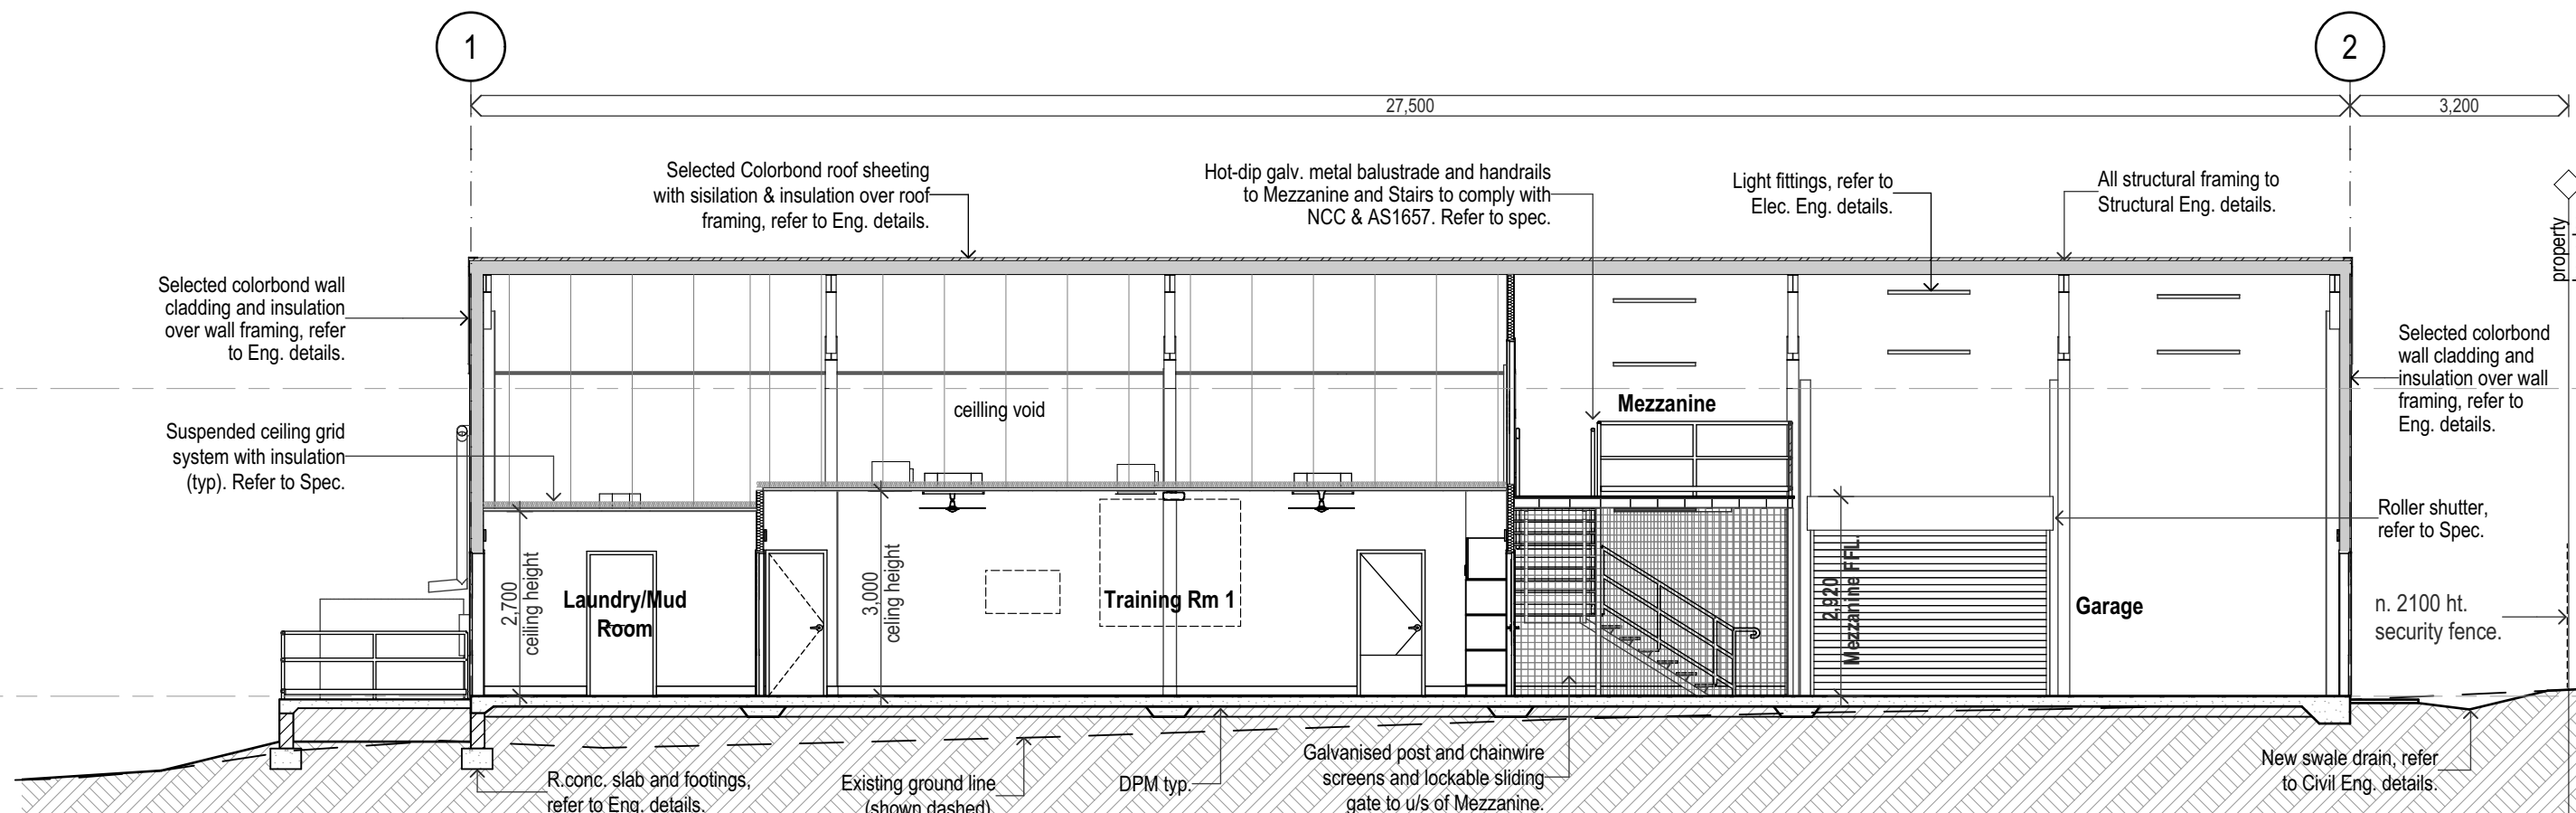 1
2
27,500
3,200
Selected Colorbond roof sheeting
with sisilation & insulation over roof
framing, refer to Eng. details.
Hot-dip galv. metal balustrade and handrails
to Mezzanine and Stairs to comply with
NCC & AS1657. Refer to spec.
Light fittings, refer to
Elec. Eng. details.
All structural framing to
Structural Eng. details.
property
Selected colorbond wall
cladding and insulation
over wall framing, refer
to Eng. details.
Selected colorbond
wall cladding and
insulation over wall
framing, refer to
Eng. details.
ceilling void
Mezzanine
Suspended ceiling grid
system with insulation
(typ). Refer to Spec.
Roller shutter,
refer to Spec.
2,700
ceiling height
Laundry/Mud
Room
3,000
celing height
Training Rm 1
2,920
Mezzanine FFL.
Garage
n. 2100 ht.
security fence.
R.conc. slab and footings,
refer to Eng. details.
Existing ground line
(shown dashed)
DPM typ.
Galvanised post and chainwire
screens and lockable sliding
gate to u/s of Mezzanine.
New swale drain, refer
to Civil Eng. details.